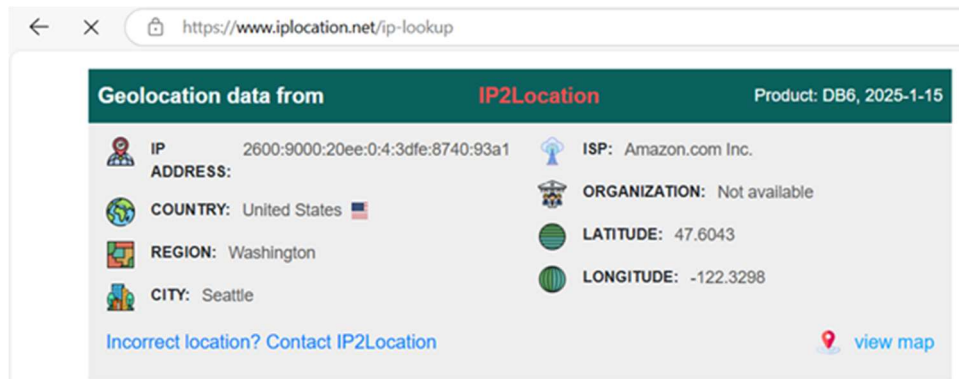 https://www.iplocation.net/ip-lookup
Geolocation data from IP2Location Product: DB6, 2025-1-15
IP ADDRESS: 2600:9000:20ee:0:4:3dfe:8740:93a1
COUNTRY: United States
REGION: Washington
CITY: Seattle
ISP: Amazon.com Inc.
ORGANIZATION: Not available
LATITUDE: 47.6043
LONGITUDE: -122.3298
Incorrect location? Contact IP2Location
view map